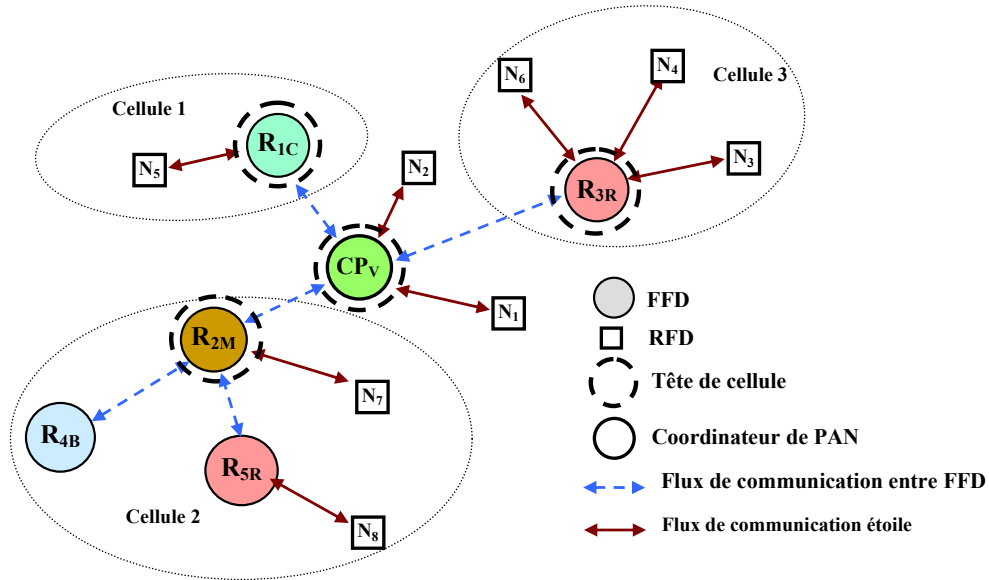 Cellule 1
R1C
N5
N2
N6
N4
Cellule 3
N3
R3R
CPV
N1
R2M
N7
R4B
R5R
Cellule 2
N8
FFD
RFD
Tête de cellule
Coordinateur de PAN
Flux de communication entre FFD
Flux de communication étoile